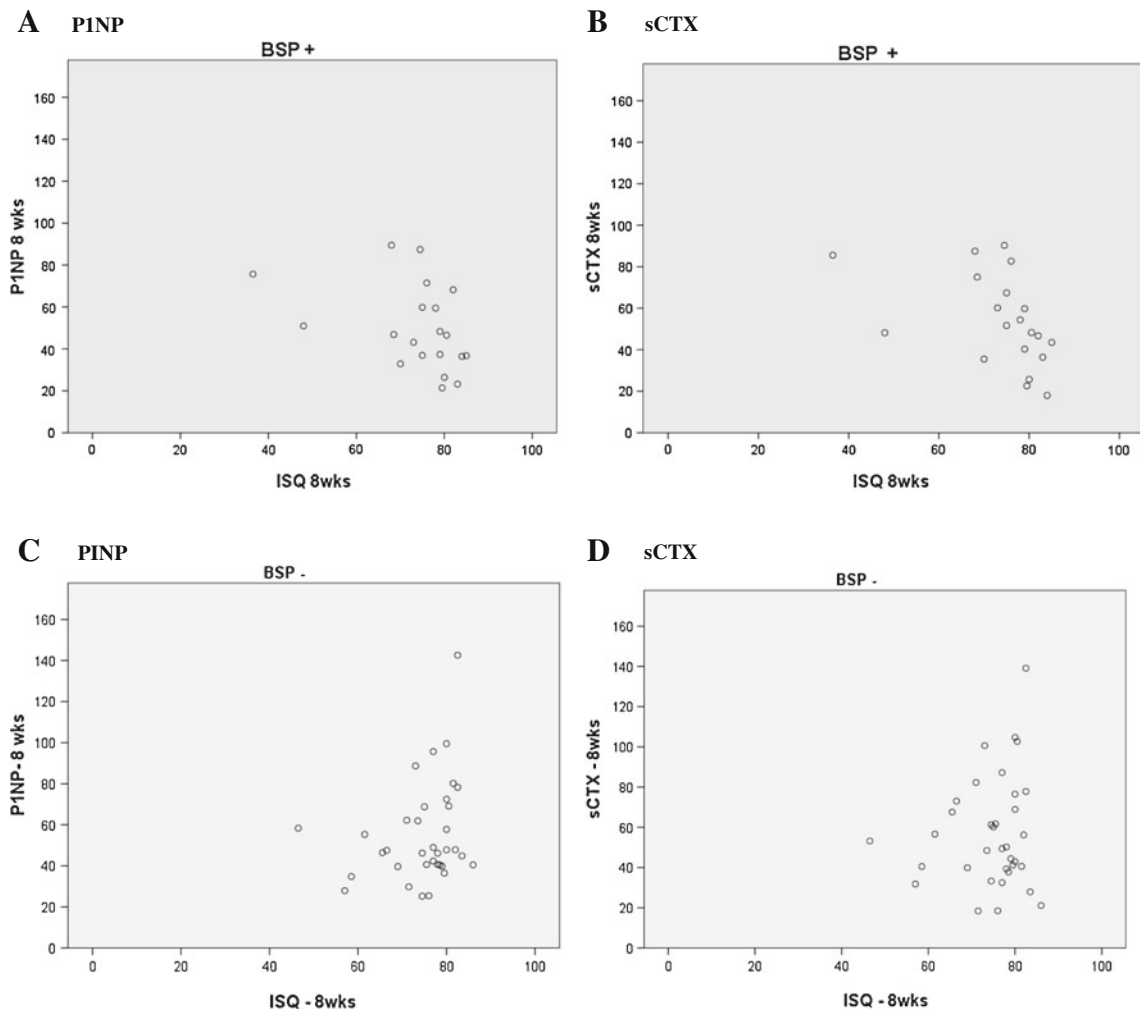 A P1NP
BSP +
160
140
120
100
80
60
40
20
0
P1NP 8 wks
0 20 40 60 80 100
ISQ 8wks
B sCTX
BSP +
160
140
120
100
80
60
40
20
0
sCTX 8wks
0 20 40 60 80 100
ISQ 8wks
C PINP
BSP -
160
140
120
100
80
60
40
20
0
P1NP- 8 wks
0 20 40 60 80 100
ISQ - 8wks
D sCTX
BSP -
160
140
120
100
80
60
40
20
0
sCTX - 8wks
0 20 40 60 80 100
ISQ - 8wks